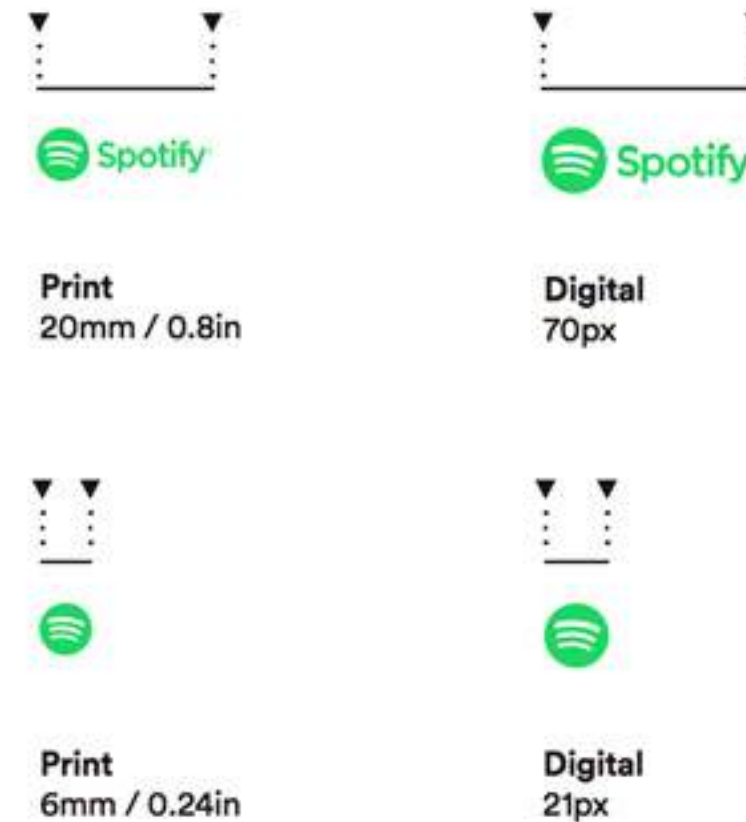 Spotify
Spotify
Print
20mm / 0.8in
Digital
70px
Print
6mm / 0.24in
Digital
21px